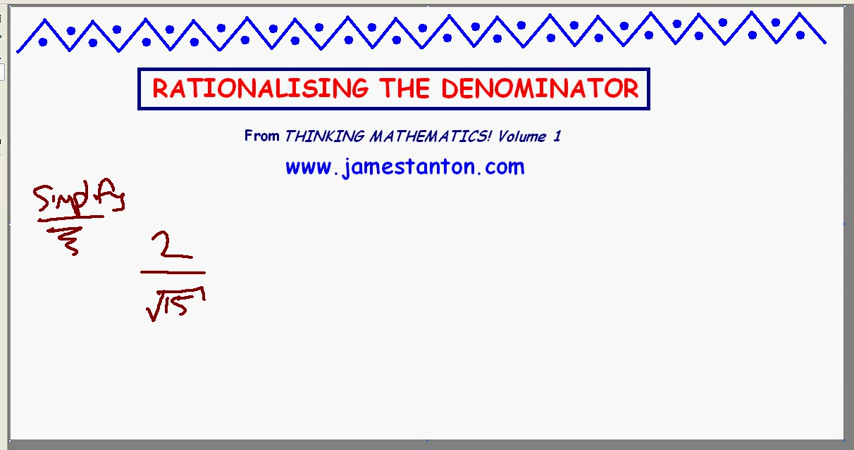 RATIONALISING THE DENOMINATOR
From THINKING MATHEMATICS! Volume 1
www.jamestanton.com
Simplify
2
√15